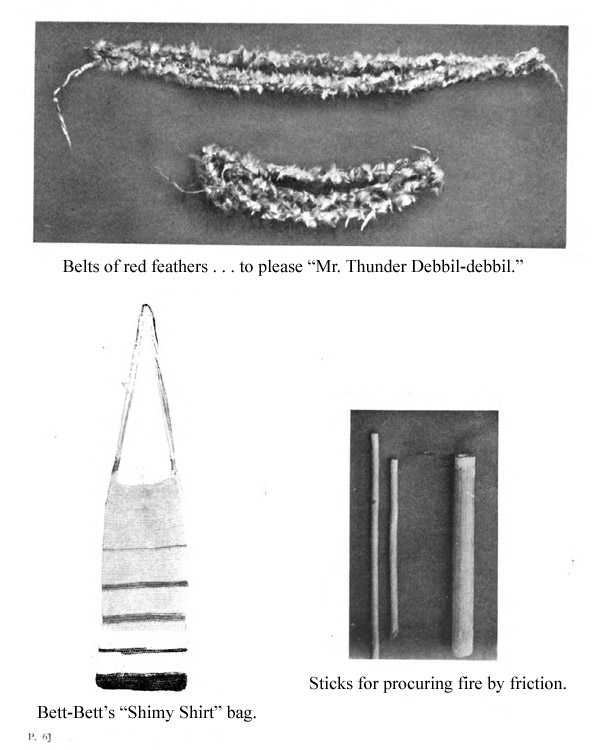 Belts of red feathers . . . to please “Mr. Thunder Debbil-debbil.”
Sticks for procuring fire by friction.
Bett-Bett’s “Shimy Shirt” bag.
P. 6]